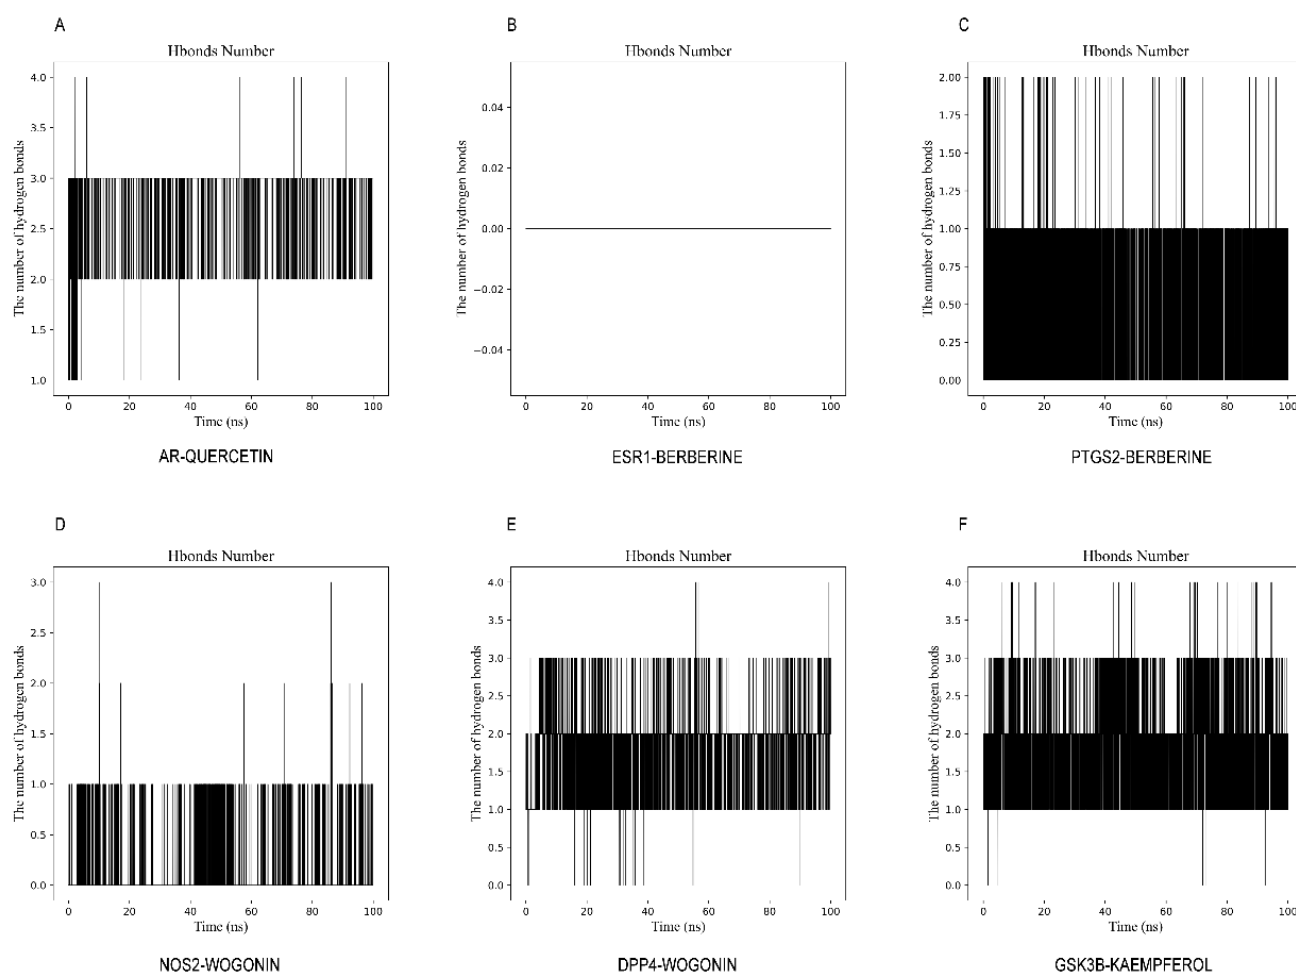 A
Hbonds Number
The number of hydrogen bonds
4.0
3.5
3.0
2.5
2.0
1.5
1.0
0 20 40 60 80 100
Time (ns)
AR-QUERCETIN
B
Hbonds Number
The number of hydrogen bonds
0.04
0.02
0.00
−0.02
−0.04
0 20 40 60 80 100
Time (ns)
ESR1-BERBERINE
C
Hbonds Number
The number of hydrogen bonds
2.00
1.75
1.50
1.25
1.00
0.75
0.50
0.25
0.00
0 20 40 60 80 100
Time (ns)
PTGS2-BERBERINE
D
Hbonds Number
The number of hydrogen bonds
3.0
2.5
2.0
1.5
1.0
0.5
0.0
0 20 40 60 80 100
Time (ns)
NOS2-WOGONIN
E
Hbonds Number
The number of hydrogen bonds
4.0
3.5
3.0
2.5
2.0
1.5
1.0
0.5
0.0
0 20 40 60 80 100
Time (ns)
DPP4-WOGONIN
F
Hbonds Number
The number of hydrogen bonds
4.0
3.5
3.0
2.5
2.0
1.5
1.0
0.5
0.0
0 20 40 60 80 100
Time (ns)
GSK3B-KAEMPFEROL